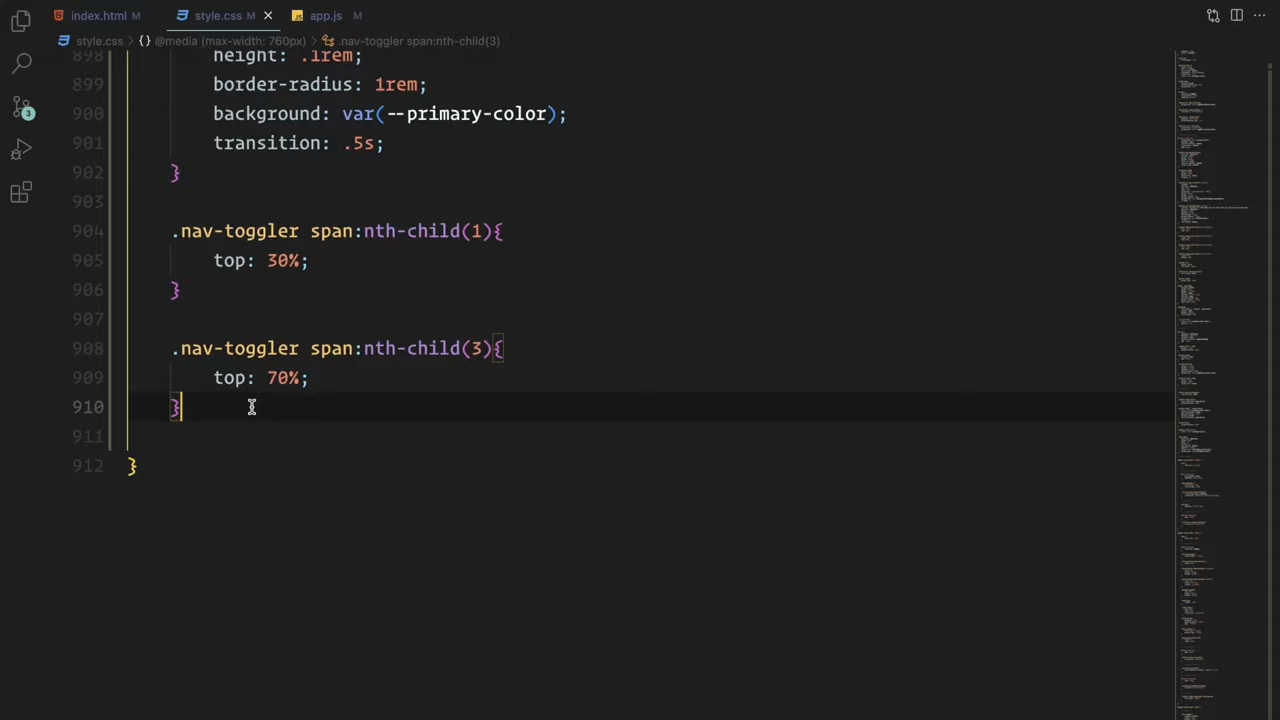 index.html M style.css M × JS app.js M
style.css > {} @media (max-width: 760px) > .nav-toggler span:nth-child(3)
898 height: .1rem;
899 border-radius: 1rem;
900 background: var(--primary-color);
901 transition: .5s;
902 }
903
904 .nav-toggler span:nth-child(1){
905 top: 30%;
906 }
907
908 .nav-toggler span:nth-child(3){
909 top: 70%;
910 }
911
912 }
3